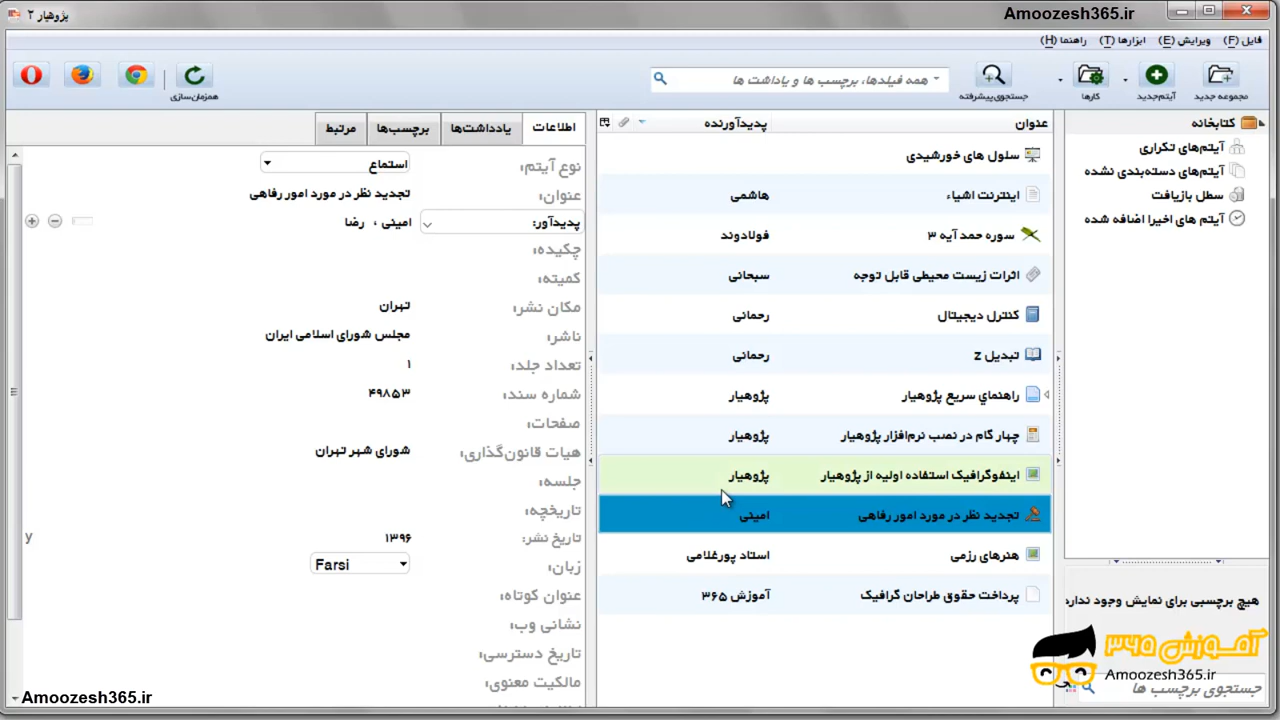 پژوهیار ۲
Amoozesh365.ir
فایل (F) ویرایش (E) ابزارها (T) راهنما (H)
مجموعه جدید
آیتم‌جدید
کارها
جستجوی‌پیشرفته
همه فیلدها، برچسب ها و یاداشت ها
همزمان‌سازی
کتابخانه
آیتم‌های تکراری
آیتم‌های دسته‌بندی نشده
سطل بازیافت
آیتم های اخیرا اضافه شده
هیچ برچسبی برای نمایش وجود ندارد
جستجوی برچسب ها
عنوان پدیدآورنده
سلول های خورشیدی
اینترنت اشیاء هاشمی
سوره حمد آیه ۳ فولادوند
اثرات زیست محیطی قابل توجه سبحانی
کنترل دیجیتال رحمانی
تبدیل Z رحمانی
راهنمای سریع پژوهیار پژوهیار
چهار گام در نصب نرم‌افزار پژوهیار پژوهیار
اینفوگرافیک استفاده اولیه از پژوهیار پژوهیار
تجدید نظر در مورد امور رفاهی امینی
هنرهای رزمی استاد پورغلامی
پرداخت حقوق طراحان گرافیک آموزش ۳۶۵
اطلاعات یادداشت‌ها برچسب‌ها مرتبط
نوع آیتم: استماع
عنوان: تجدید نظر در مورد امور رفاهی
پدیدآور: امینی ، رضا
چکیده:
کمیته:
مکان نشر: تهران
ناشر: مجلس شورای اسلامی ایران
تعداد جلد: ۱
شماره سند: ۴۹۸۵۳
صفحات:
هیات قانون‌گذاری: شورای شهر تهران
جلسه:
تاریخچه:
تاریخ نشر: ۱۳۹۶ y
زبان: Farsi
عنوان کوتاه:
نشانی وب:
تاریخ دسترسی:
مالکیت معنوی:
آموزش ۳۶۵
Amoozesh365.ir
Amoozesh365.ir